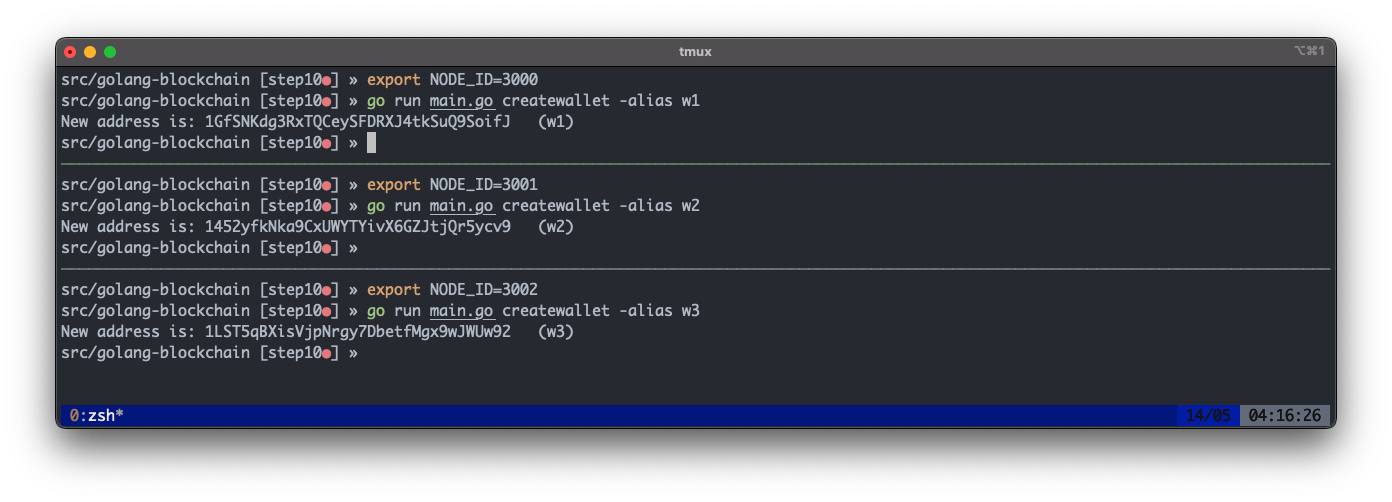 tmux
⌥⌘1
src/golang-blockchain [step10●] » export NODE_ID=3000
src/golang-blockchain [step10●] » go run main.go createwallet -alias w1
New address is: 1GfSNKdg3RxTQCeySFDRXJ4tkSuQ9SoifJ   (w1)
src/golang-blockchain [step10●] »
src/golang-blockchain [step10●] » export NODE_ID=3001
src/golang-blockchain [step10●] » go run main.go createwallet -alias w2
New address is: 1452yfkNka9CxUWYTYivX6GZJtjQr5ycv9   (w2)
src/golang-blockchain [step10●] »
src/golang-blockchain [step10●] » export NODE_ID=3002
src/golang-blockchain [step10●] » go run main.go createwallet -alias w3
New address is: 1LST5qBXisVjpNrgy7DbetfMgx9wJWUw92   (w3)
src/golang-blockchain [step10●] »
0:zsh* 14/05 04:16:26